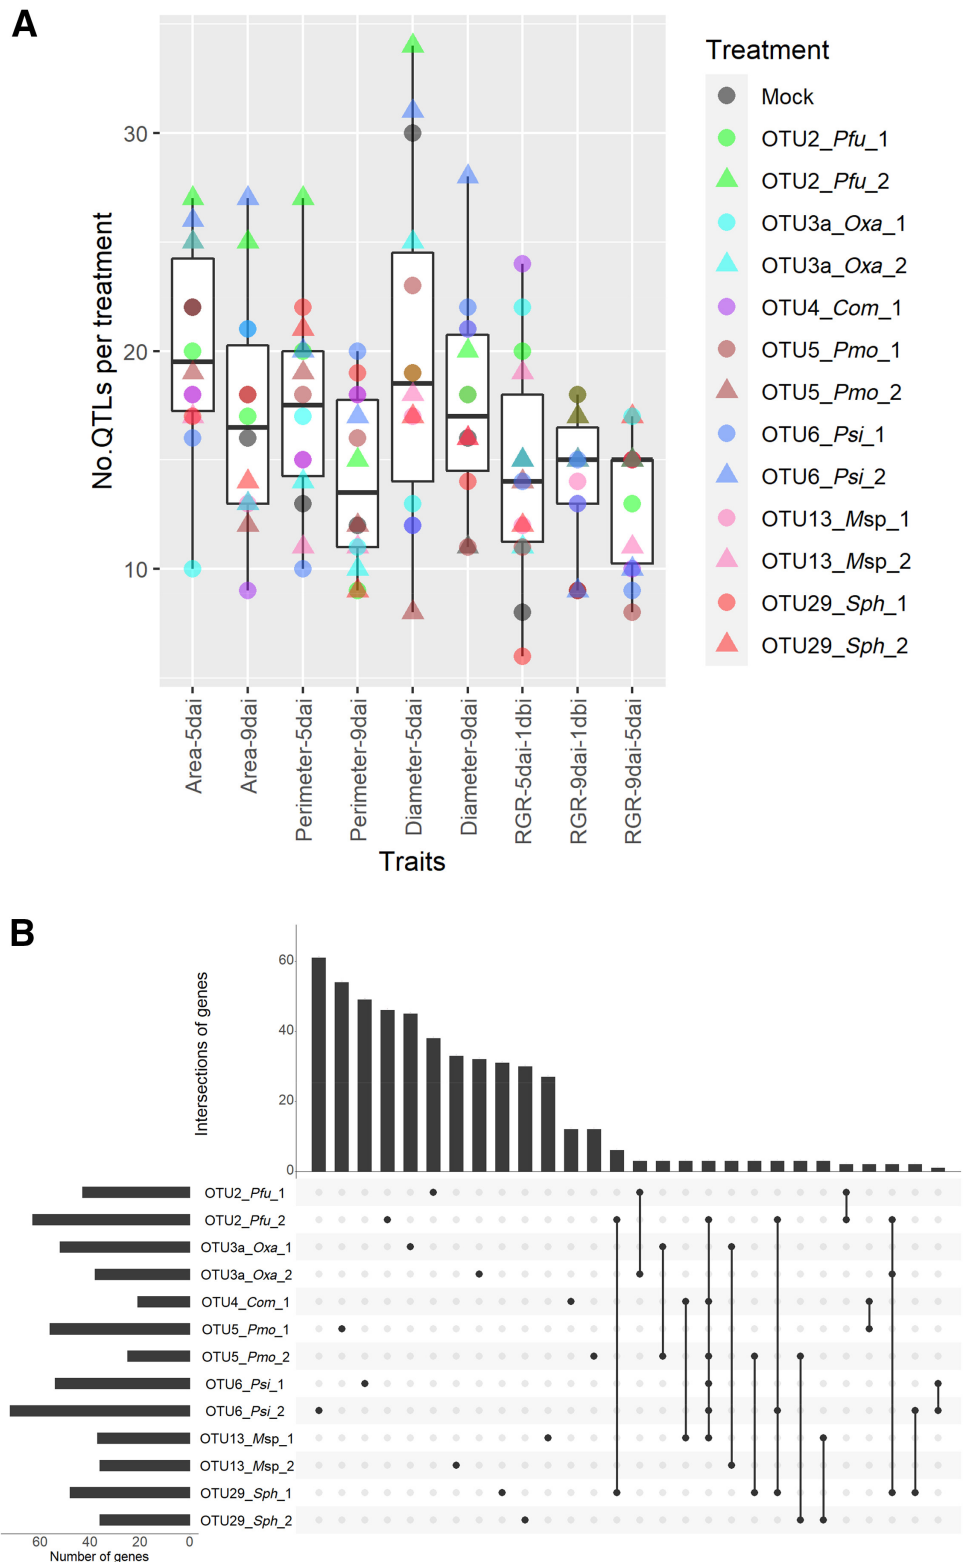 A
No.QTLs per treatment
30
20
10
Area-5dai
Area-9dai
Perimeter-5dai
Perimeter-9dai
Diameter-5dai
Diameter-9dai
RGR-5dai-1dbi
RGR-9dai-1dbi
RGR-9dai-5dai
Traits
Treatment
Mock
OTU2_Pfu_1
OTU2_Pfu_2
OTU3a_Oxa_1
OTU3a_Oxa_2
OTU4_Com_1
OTU5_Pmo_1
OTU5_Pmo_2
OTU6_Psi_1
OTU6_Psi_2
OTU13_Msp_1
OTU13_Msp_2
OTU29_Sph_1
OTU29_Sph_2
B
Intersections of genes
60
40
20
0
OTU2_Pfu_1
OTU2_Pfu_2
OTU3a_Oxa_1
OTU3a_Oxa_2
OTU4_Com_1
OTU5_Pmo_1
OTU5_Pmo_2
OTU6_Psi_1
OTU6_Psi_2
OTU13_Msp_1
OTU13_Msp_2
OTU29_Sph_1
OTU29_Sph_2
60 40 20 0
Number of genes